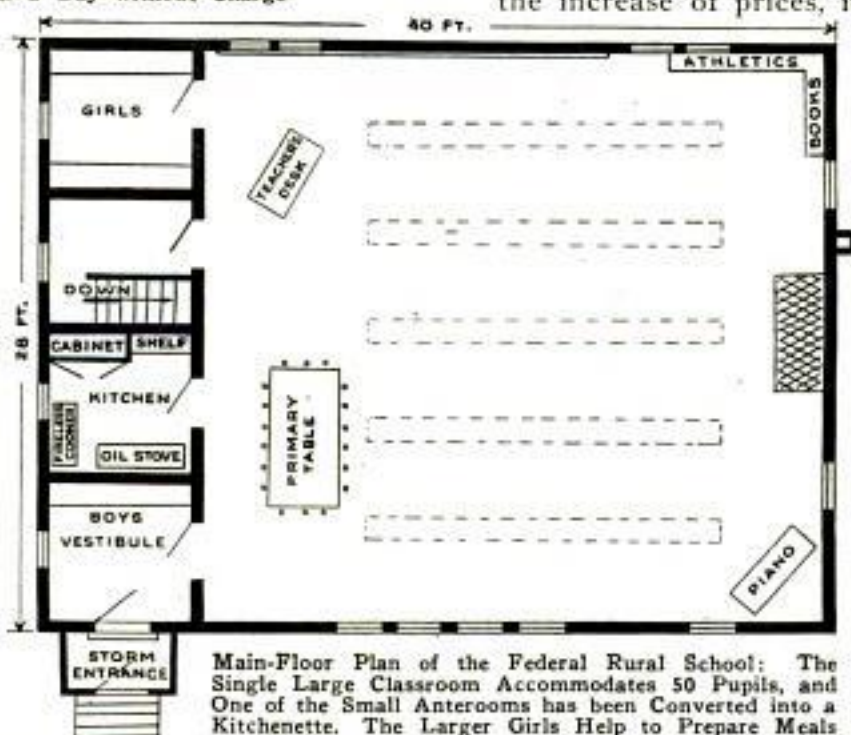 a Day without Charge
the increase of prices, i
40 FT.
ATHLETICS
BOOKS
GIRLS
TEACHERS
DESK
DOWN
28 FT.
CABINET
SHELF
KITCHEN
FIRELESS
COOKER
OIL STOVE
PRIMARY
TABLE
BOYS
VESTIBULE
PIANO
STORM
ENTRANCE
Main-Floor Plan of the Federal Rural School: The
Single Large Classroom Accommodates 50 Pupils, and
One of the Small Anterooms has been Converted into a
Kitchenette. The Larger Girls Help to Prepare Meals